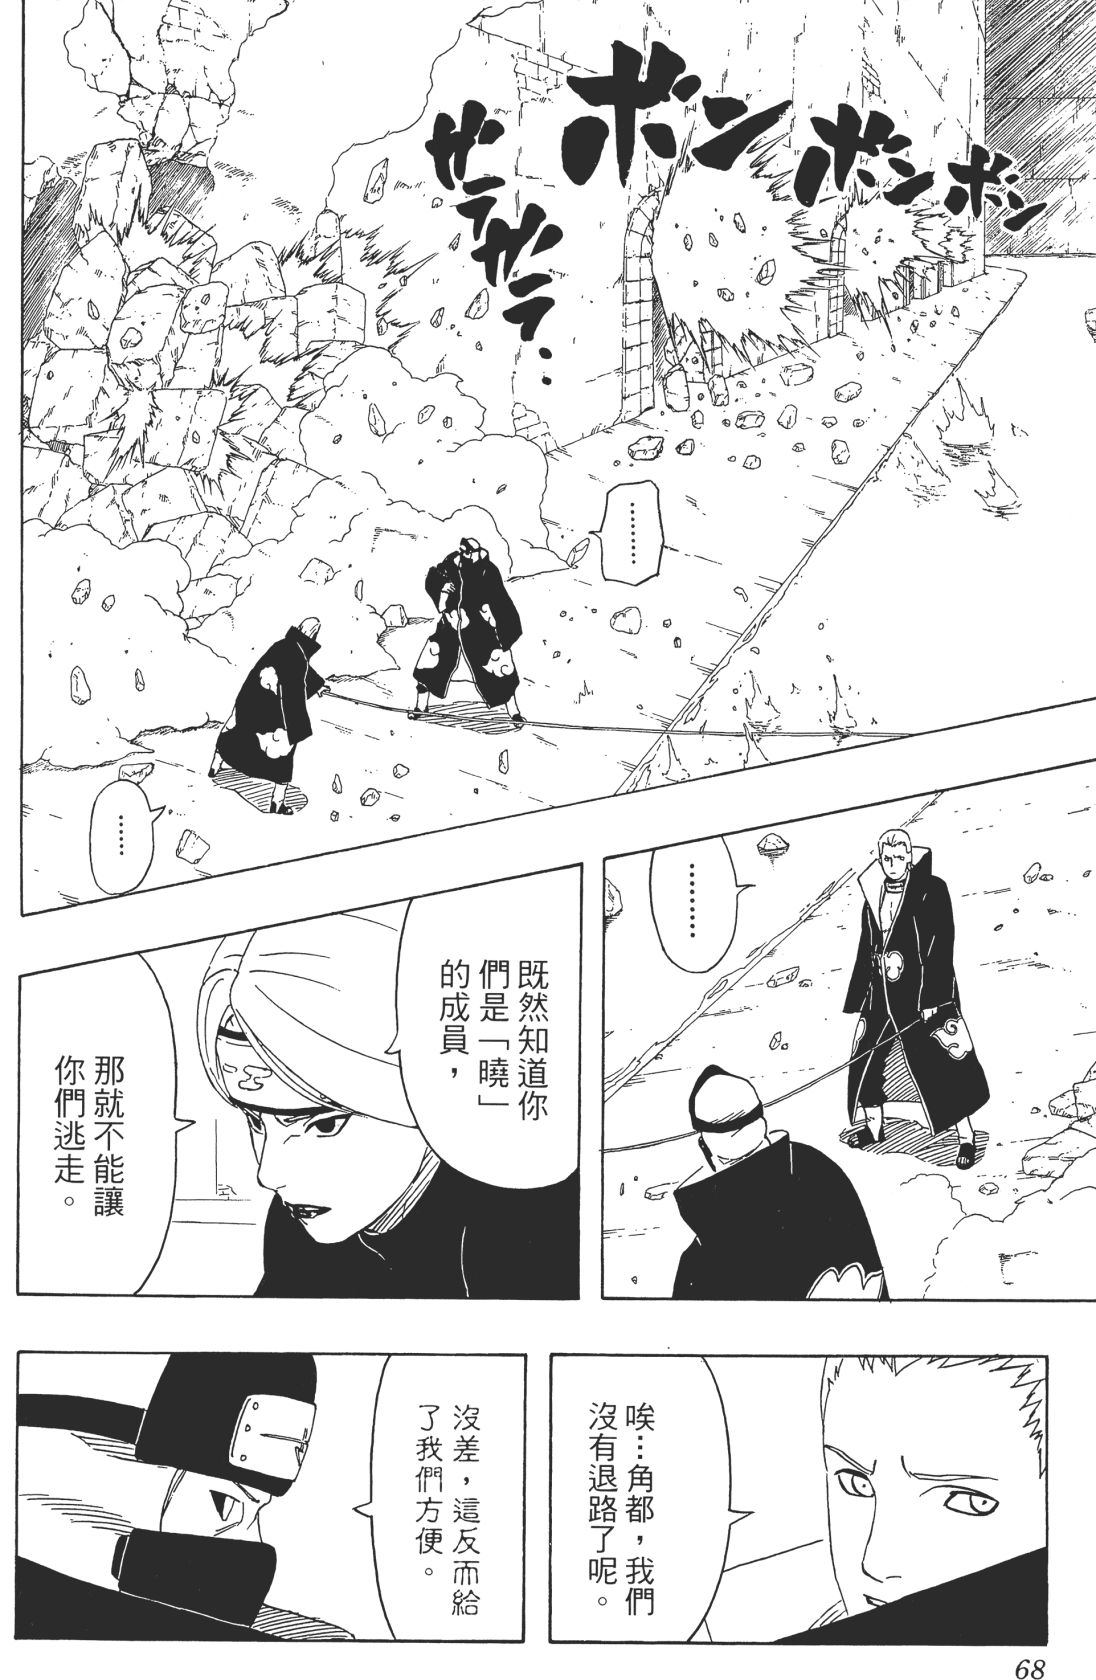 ボン
ボン
ボン
ザラ
ザラ
‥‥‥‥
‥‥‥
‥‥‥‥
既然知道你
們是「曉」
的成員，
那就不能讓
你們逃走。
唉…角都，我們
沒有退路了呢。
沒差，這反而給
了我們方便。
68